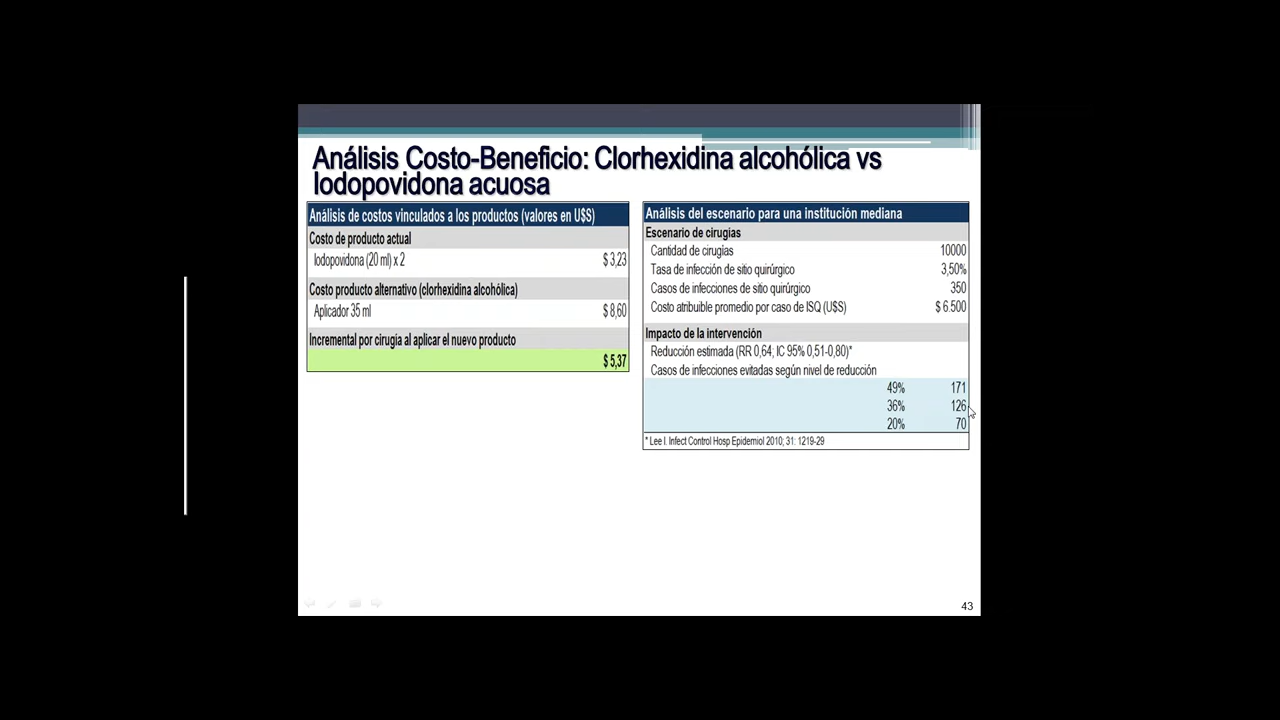 Análisis Costo-Beneficio: Clorhexidina alcohólica vs
Iodopovidona acuosa
Análisis de costos vinculados a los productos (valores en U$S)
Costo de producto actual
Iodopovidona (20 ml) x 2 $ 3,23
Costo producto alternativo (clorhexidina alcohólica)
Aplicador 35 ml $ 8,60
Incremental por cirugía al aplicar el nuevo producto
$ 5,37
Análisis del escenario para una institución mediana
Escenario de cirugías
Cantidad de cirugías 10000
Tasa de infección de sitio quirúrgico 3,50%
Casos de infecciones de sitio quirúrgico 350
Costo atribuible promedio por caso de ISQ (U$S) $ 6.500
Impacto de la intervención
Reducción estimada (RR 0,64; IC 95% 0,51-0,80)*
Casos de infecciones evitadas según nivel de reducción
49% 171
36% 126
20% 70
* Lee I. Infect Control Hosp Epidemiol 2010; 31: 1219-29
43